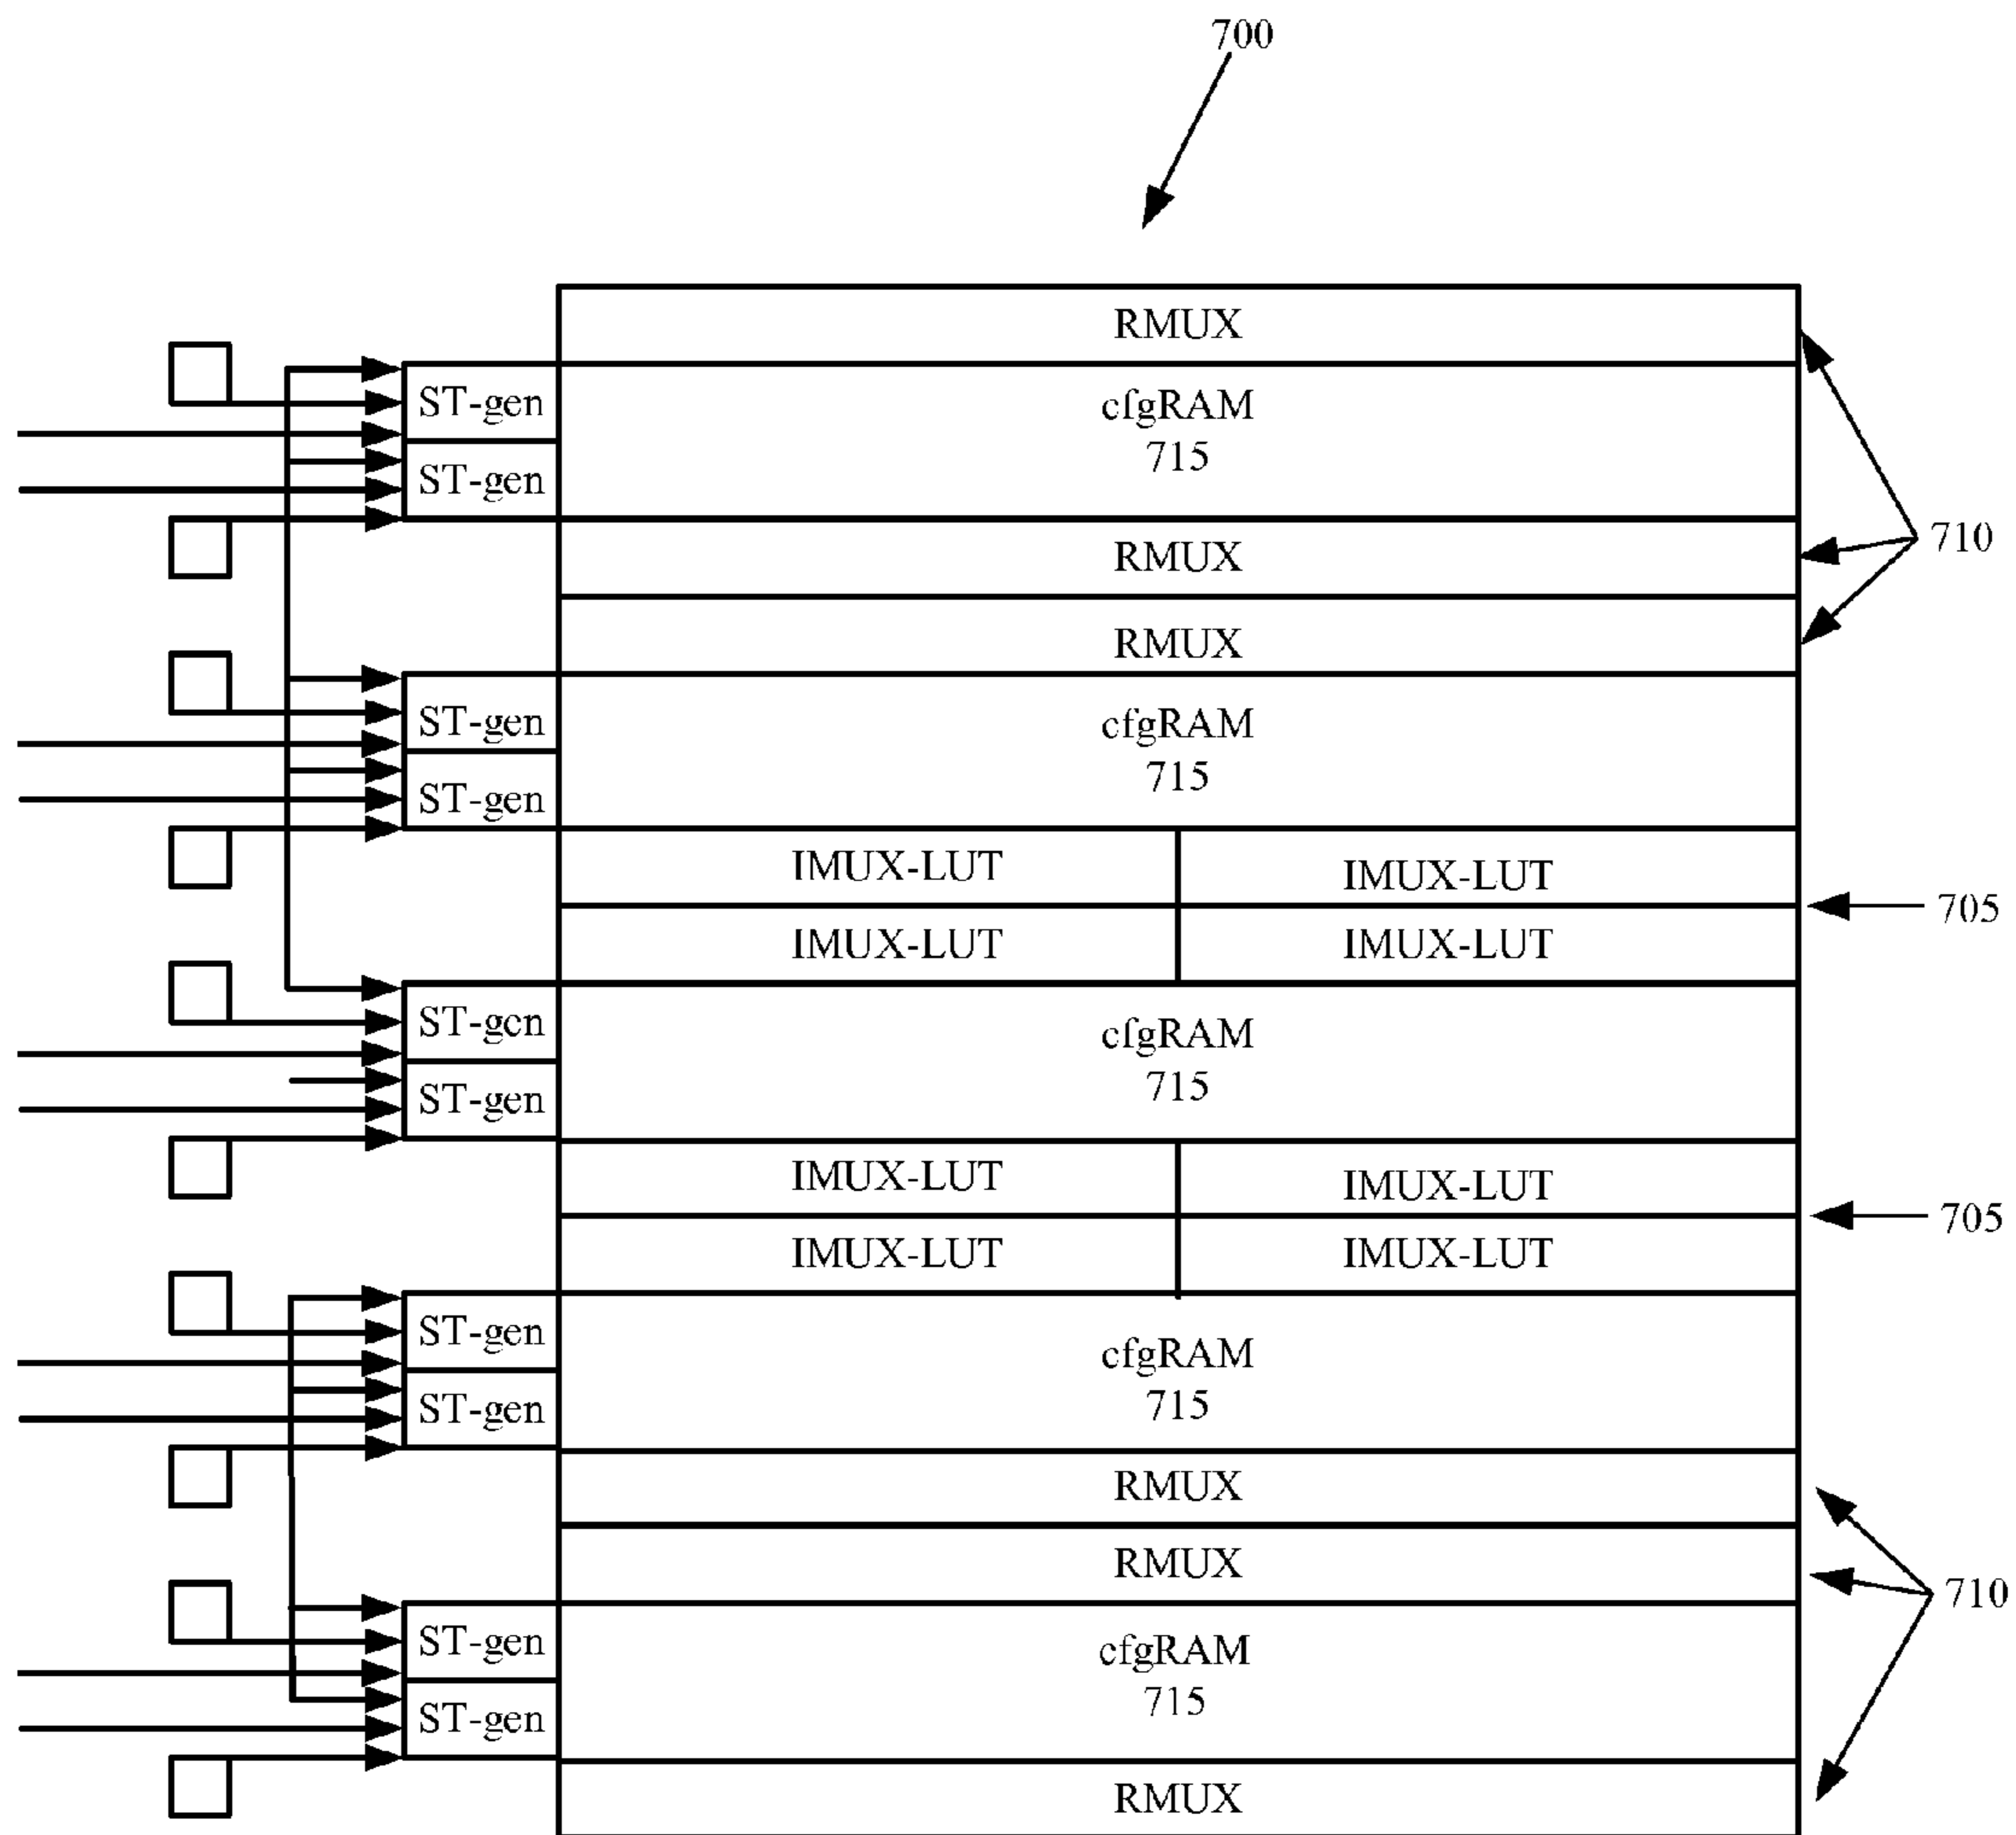 700
RMUX
ST-gen
cfgRAM
715
ST-gen
RMUX
710
RMUX
ST-gen
cfgRAM
715
ST-gen
IMUX-LUT IMUX-LUT
705
IMUX-LUT IMUX-LUT
ST-gen
cfgRAM
715
ST-gen
IMUX-LUT IMUX-LUT
705
IMUX-LUT IMUX-LUT
ST-gen
cfgRAM
715
ST-gen
RMUX
RMUX
710
ST-gen
cfgRAM
715
ST-gen
RMUX